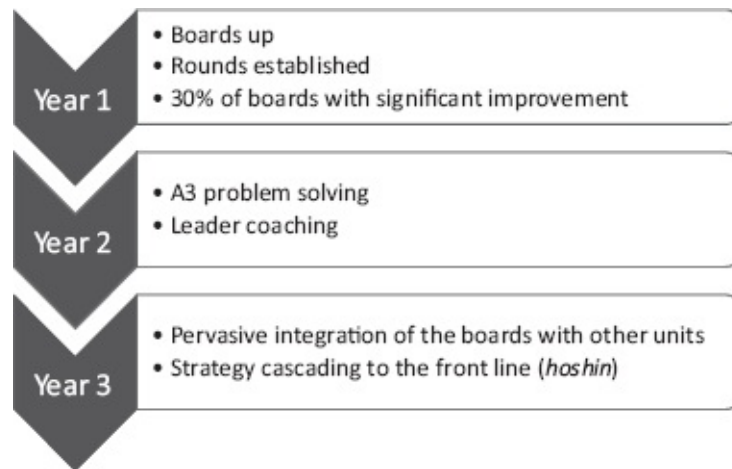 Year 1
• Boards up
• Rounds established
• 30% of boards with significant improvement
Year 2
• A3 problem solving
• Leader coaching
Year 3
• Pervasive integration of the boards with other units
• Strategy cascading to the front line (hoshin)